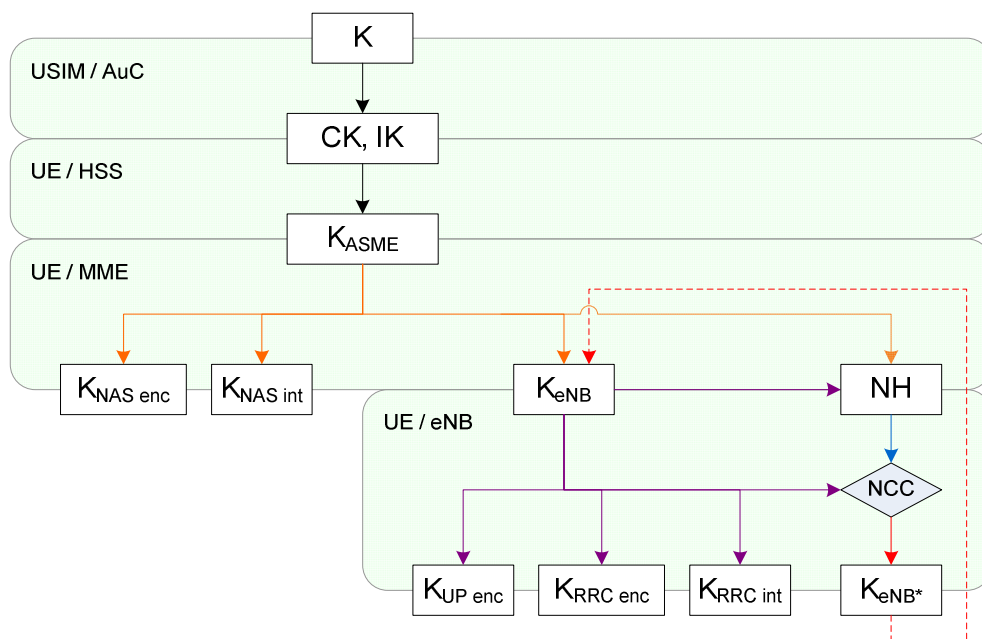 K
USIM / AuC
CK, IK
UE / HSS
KASME
UE / MME
KNAS enc
KNAS int
KeNB
NH
UE / eNB
NCC
KUP enc
KRRC enc
KRRC int
KeNB*